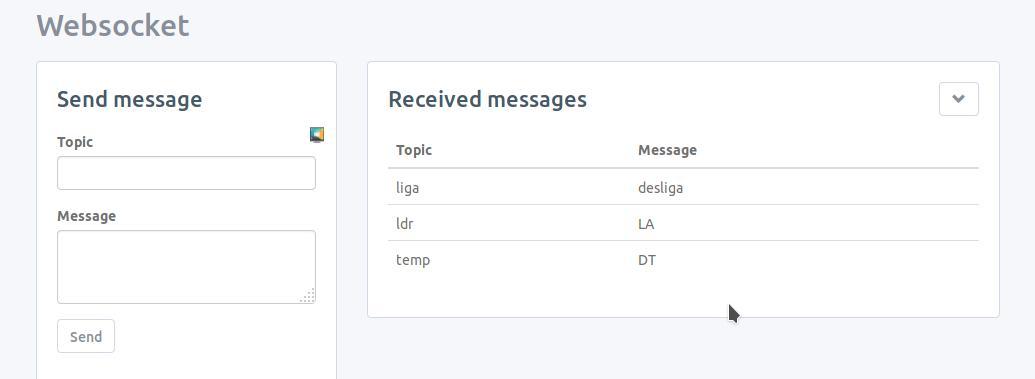 Websocket
Send message
Topic
Message
Send
Received messages
Topic Message
liga desliga
ldr LA
temp DT